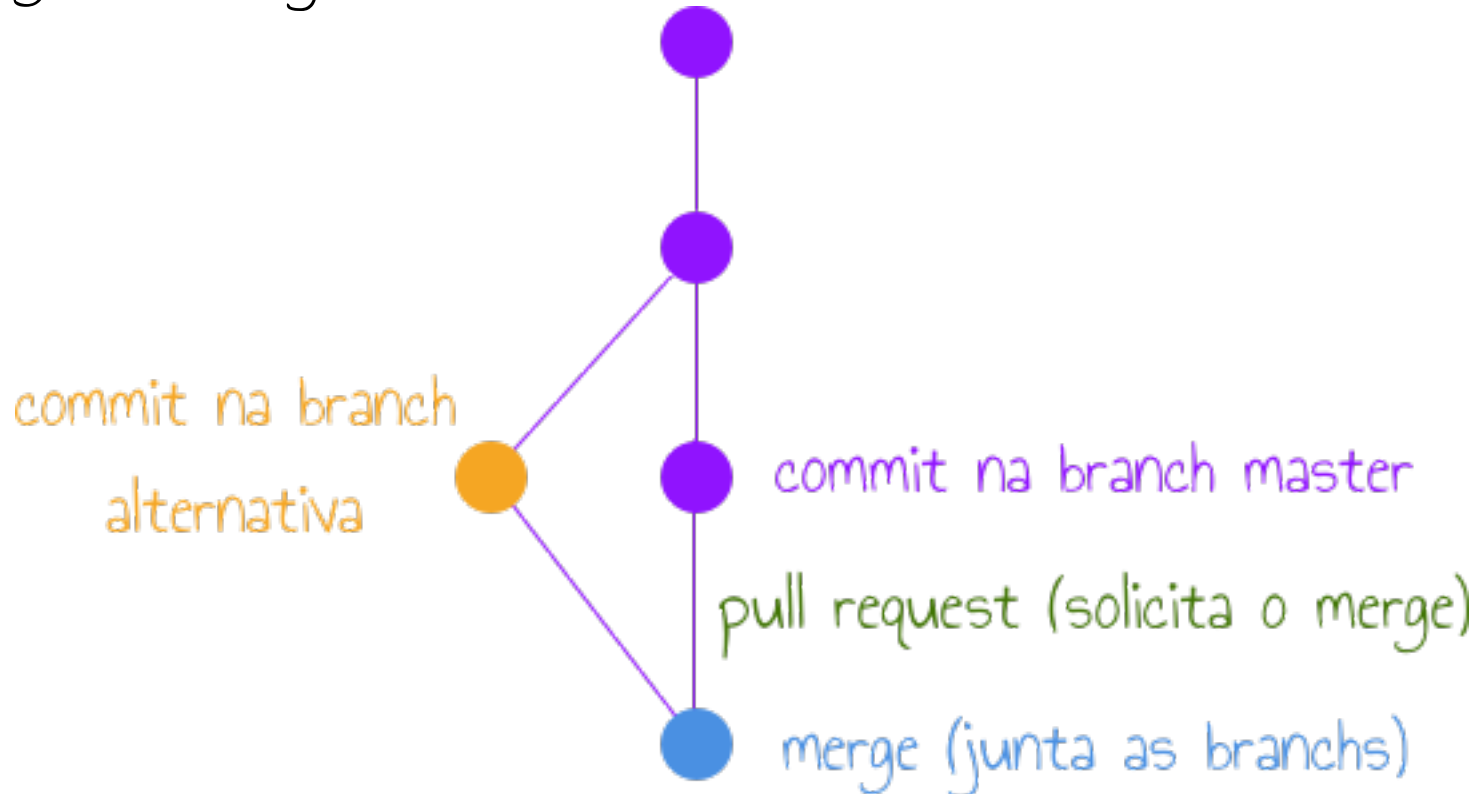 commit na branch
alternativa
commit na branch master
pull request (solicita o merge)
merge (junta as branchs)